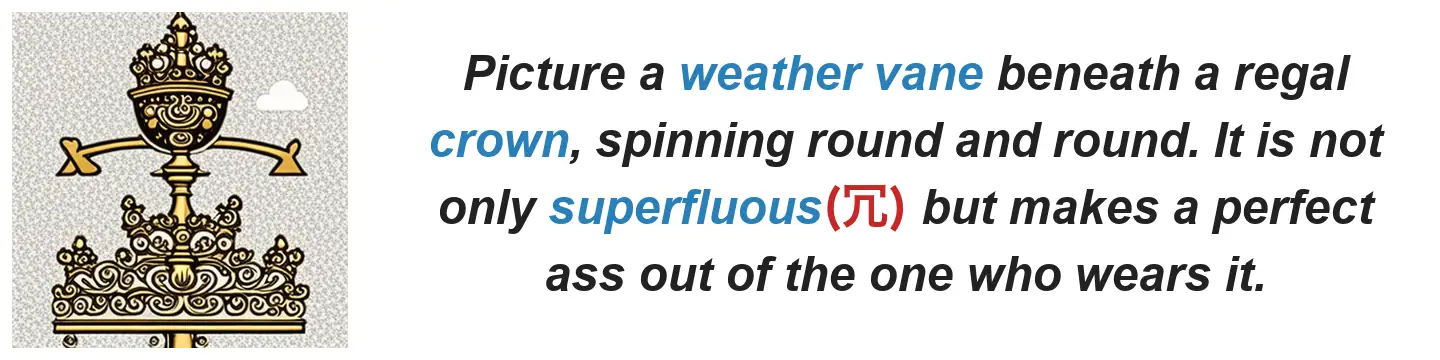 Picture a weather vane beneath a regal
crown, spinning round and round. It is not
only superfluous(冗) but makes a perfect
ass out of the one who wears it.